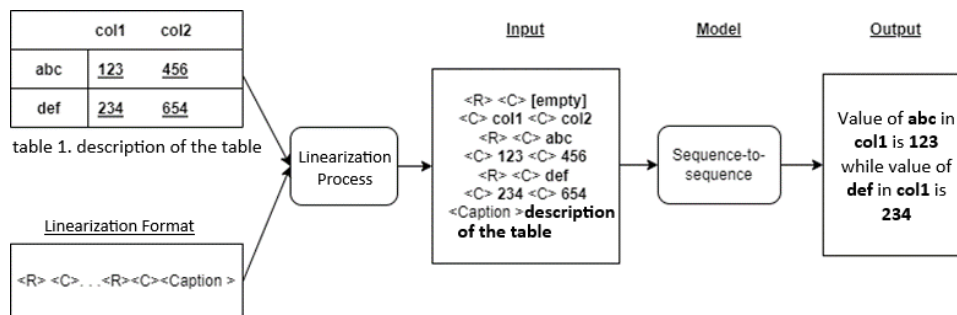 col1 col2
abc 123 456
def 234 654
table 1. description of the table
Linearization Format
<R> <C>. . .<R><C><Caption >
Linearization
Process
Input
<R> <C> [empty]
<C> col1 <C> col2
<R> <C> abc
<C> 123 <C> 456
<R> <C> def
<C> 234 <C> 654
<Caption >description
of the table
Model
Sequence-to-
sequence
Output
Value of abc in
col1 is 123
while value of
def in col1 is
234